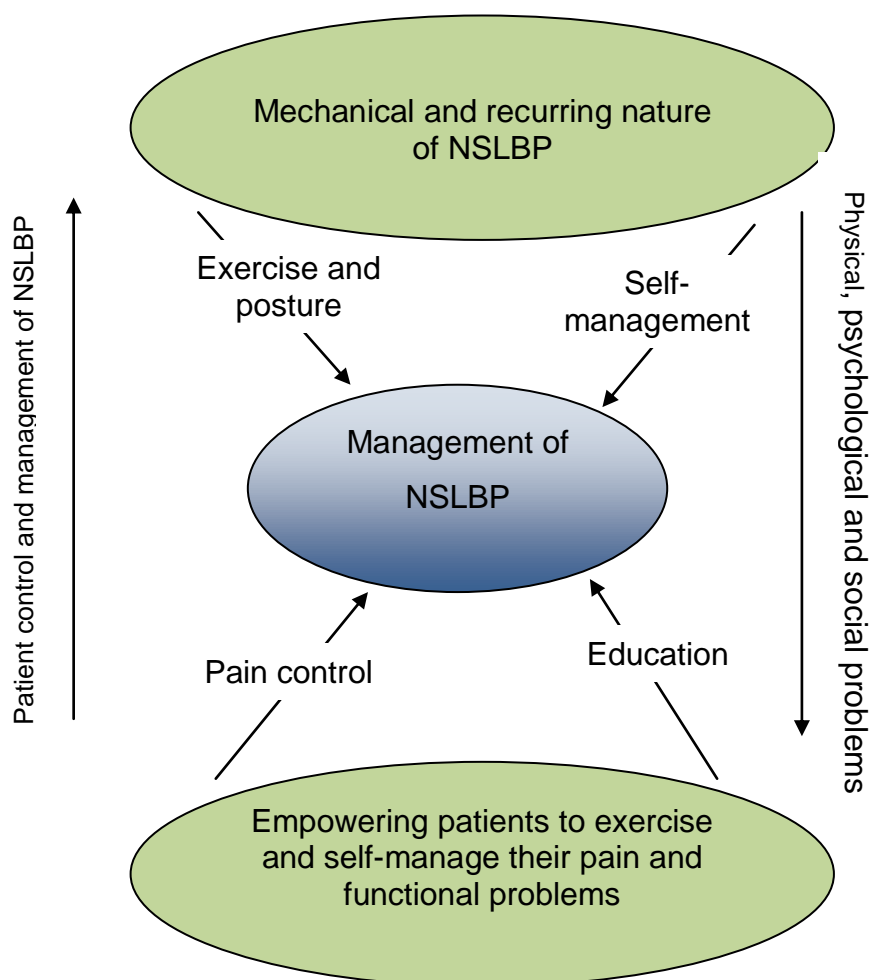 Mechanical and recurring nature
of NSLBP
Patient control and management of NSLBP
Physical, psychological and social problems
Exercise and
posture
Self-
management
Management of
NSLBP
Pain control
Education
Empowering patients to exercise
and self-manage their pain and
functional problems